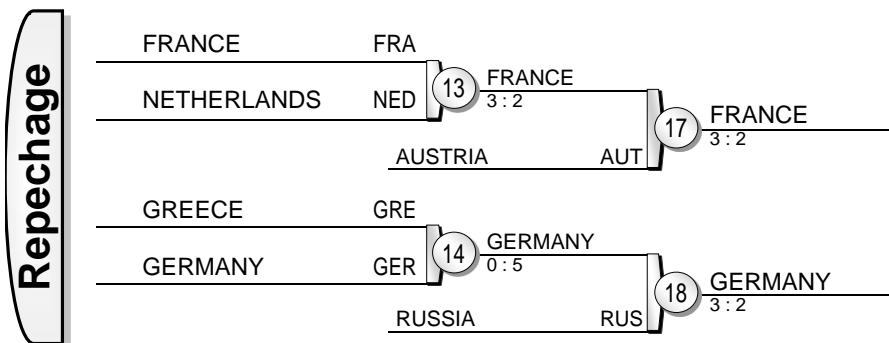 Repechage
FRANCE FRA
NETHERLANDS NED
13
FRANCE
3 : 2
AUSTRIA AUT
17
FRANCE
3 : 2
GREECE GRE
GERMANY GER
14
GERMANY
0 : 5
RUSSIA RUS
18
GERMANY
3 : 2